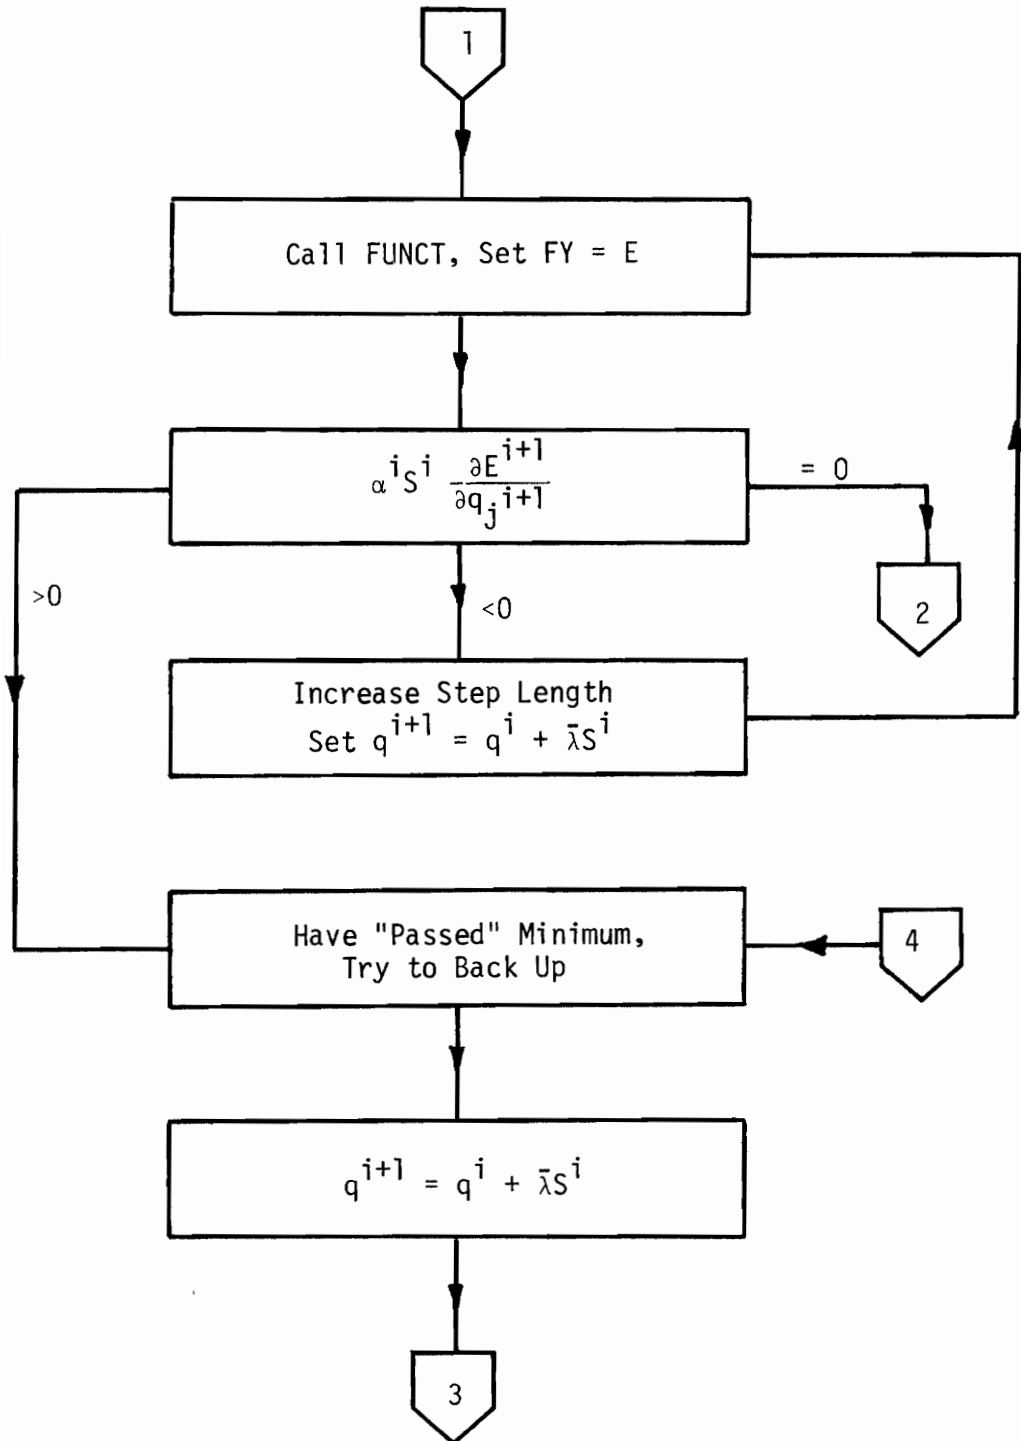 1
Call FUNCT, Set FY = E
α^i S^i ∂E^{i+1}/∂q_j^{i+1}
= 0
>0
<0
2
Increase Step Length
Set q^{i+1} = q^i + λ̄S^i
Have "Passed" Minimum,
Try to Back Up
4
q^{i+1} = q^i + λ̄S^i
3